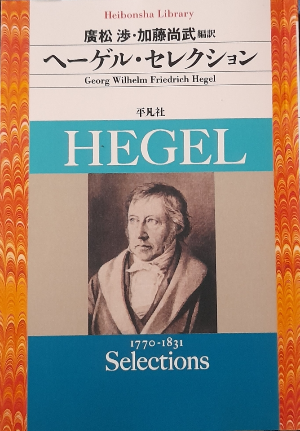 Heibonsha Library
廣松 渉・加藤尚武 編訳
ヘーゲル・セレクション
Georg Wilhelm Friedrich Hegel
平凡社
HEGEL
1770-1831
Selections